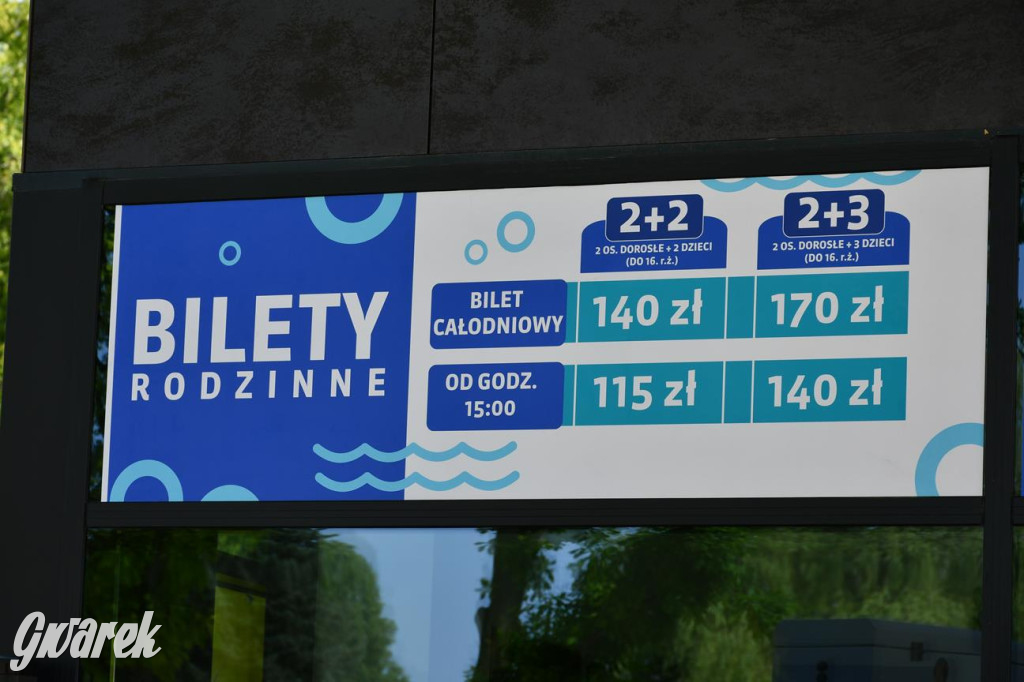 BILETY
RODZINNE
2+2
2 OS. DOROSŁE + 2 DZIECI
(DO 16. r.ż.)
2+3
2 OS. DOROSŁE + 3 DZIECI
(DO 16. r.ż.)
BILET
CAŁODNIOWY
140 zł
170 zł
OD GODZ.
15:00
115 zł
140 zł
Gwarek